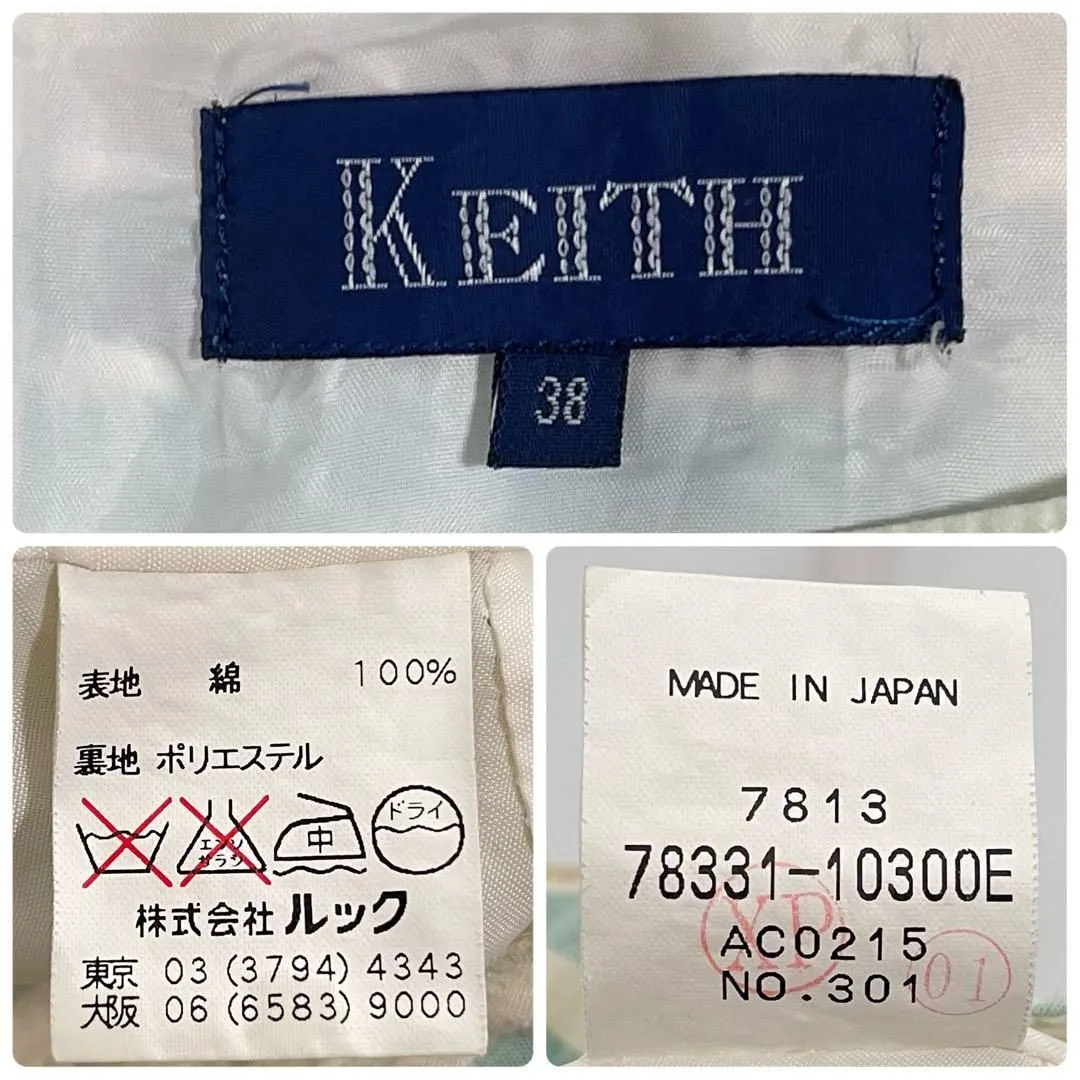 KEITH
38
表地 綿 100%
裏地 ポリエステル
エンソ
サラシ
中
ドライ
株式会社 ルック
東京 03 (3794) 4343
大阪 06 (6583) 9000
MADE IN JAPAN
7813
78331-10300E
XP
AC0215
NO.301
01